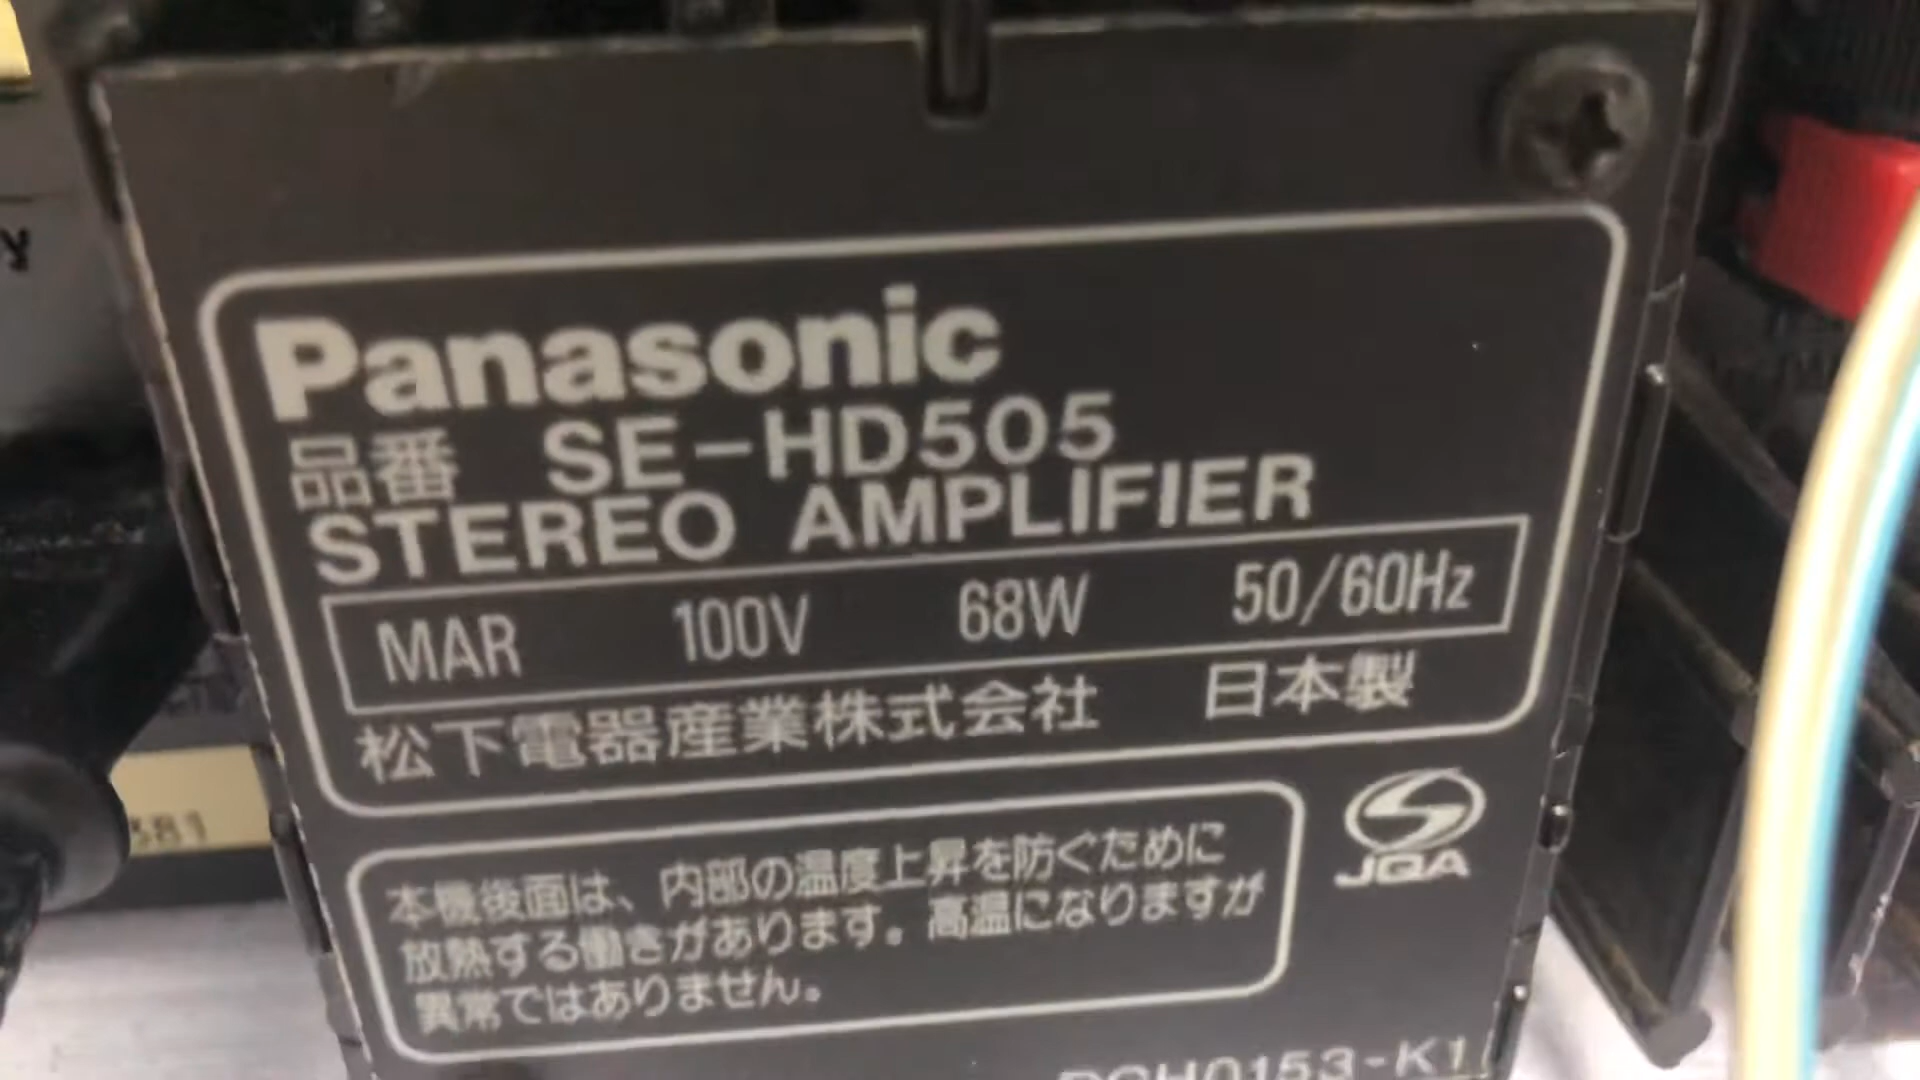 Panasonic
品番 SE-HD505
STEREO AMPLIFIER
MAR 100V 68W 50/60Hz
松下電器産業株式会社 日本製
JQA
本機後面は、内部の温度上昇を防ぐために
放熱する働きがあります。高温になりますが
異常ではありません。